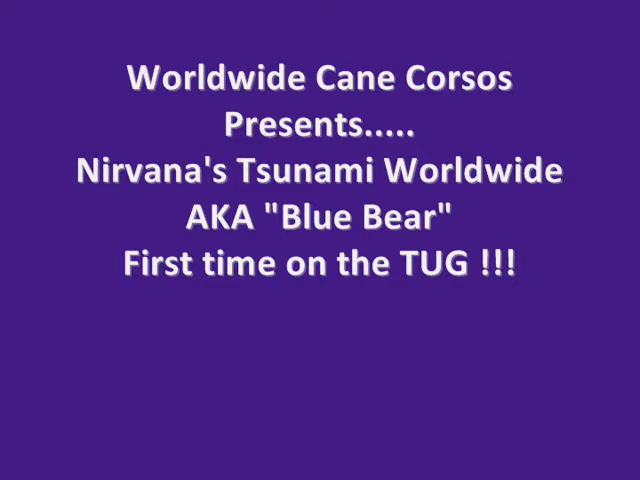 Worldwide Cane Corsos
Presents.....
Nirvana's Tsunami Worldwide
AKA "Blue Bear"
First time on the TUG !!!